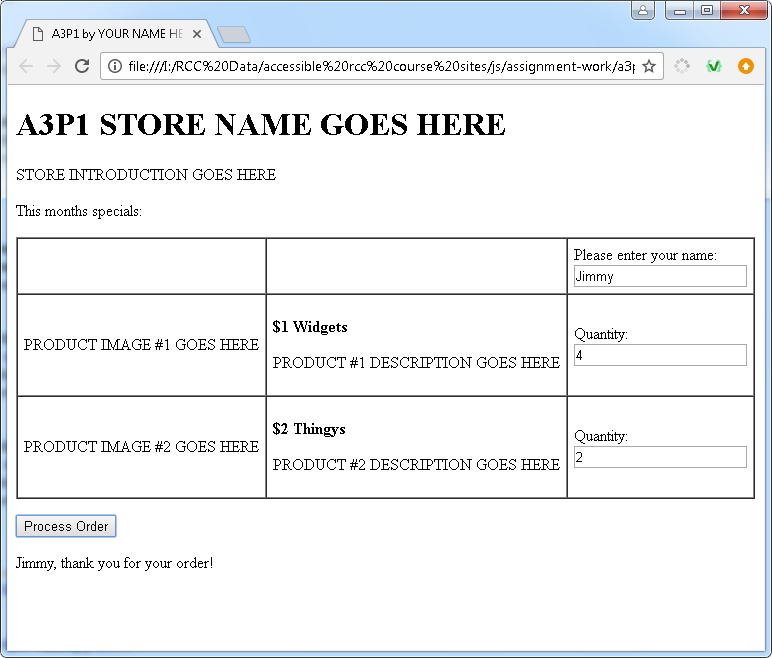 A3P1 by YOUR NAME HE
file:///I:/RCC%20Data/accessible%20rcc%20course%20sites/js/assignment-work/a3p
A3P1 STORE NAME GOES HERE
STORE INTRODUCTION GOES HERE
This months specials:
Please enter your name:
Jimmy
PRODUCT IMAGE #1 GOES HERE
$1 Widgets
PRODUCT #1 DESCRIPTION GOES HERE
Quantity:
4
PRODUCT IMAGE #2 GOES HERE
$2 Thingys
PRODUCT #2 DESCRIPTION GOES HERE
Quantity:
2
Process Order
Jimmy, thank you for your order!